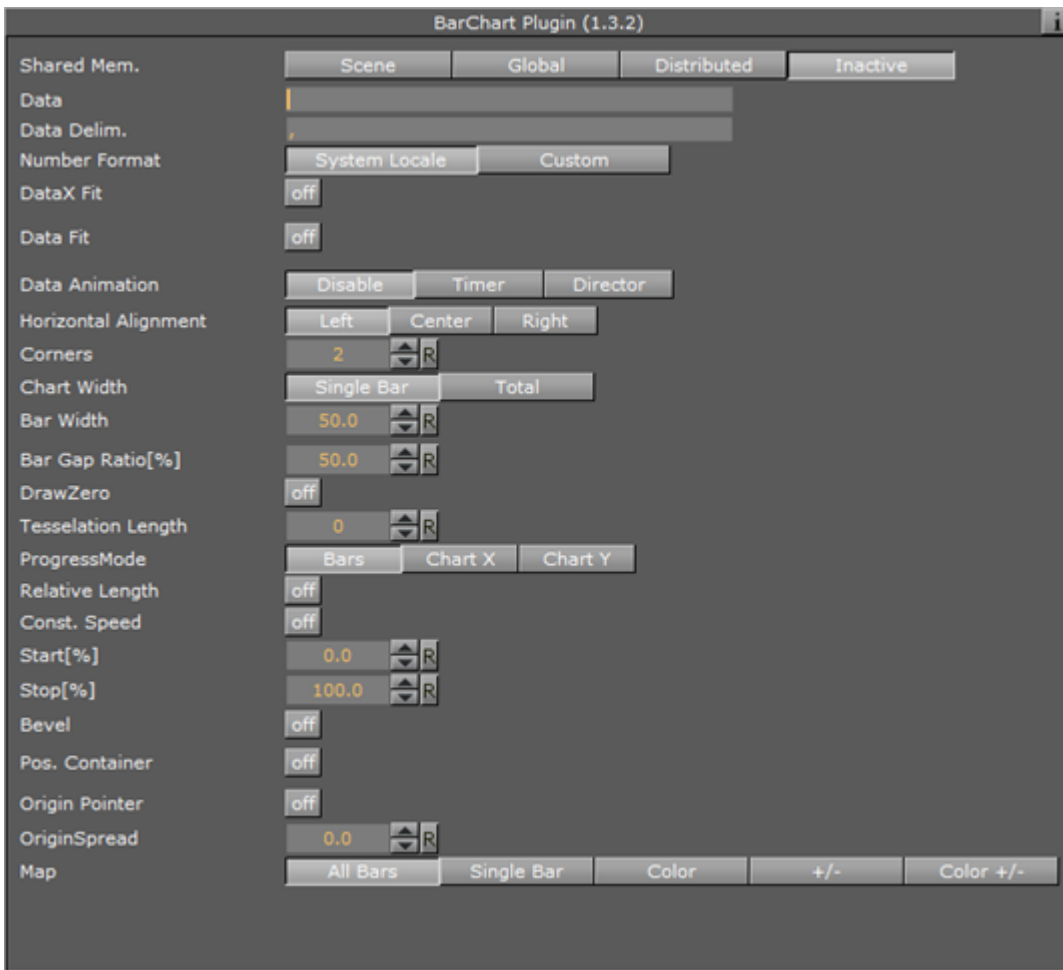 BarChart Plugin (1.3.2) i
Shared Mem. Scene Global Distributed Inactive
Data
Data Delim. ,
Number Format System Locale Custom
DataX Fit off
Data Fit off
Data Animation Disable Timer Director
Horizontal Alignment Left Center Right
Corners 2 R
Chart Width Single Bar Total
Bar Width 50.0 R
Bar Gap Ratio[%] 50.0 R
DrawZero off
Tesselation Length 0 R
ProgressMode Bars Chart X Chart Y
Relative Length off
Const. Speed off
Start[%] 0.0 R
Stop[%] 100.0 R
Bevel off
Pos. Container off
Origin Pointer off
OriginSpread 0.0 R
Map All Bars Single Bar Color +/- Color +/-